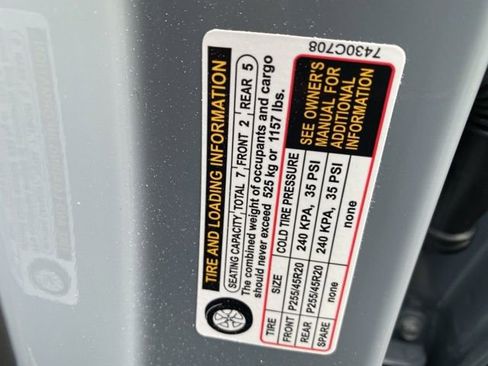 7430C708
TIRE AND LOADING INFORMATION
SEATING CAPACITY TOTAL 7 FRONT 2 REAR 5
The combined weight of occupants and cargo
should never exceed 525 kg or 1157 lbs.
TIRE SIZE COLD TIRE PRESSURE
FRONT P255/45R20 240 KPA, 35 PSI
REAR P255/45R20 240 KPA, 35 PSI
SPARE none none
SEE OWNER'S
MANUAL FOR
ADDITIONAL
INFORMATION